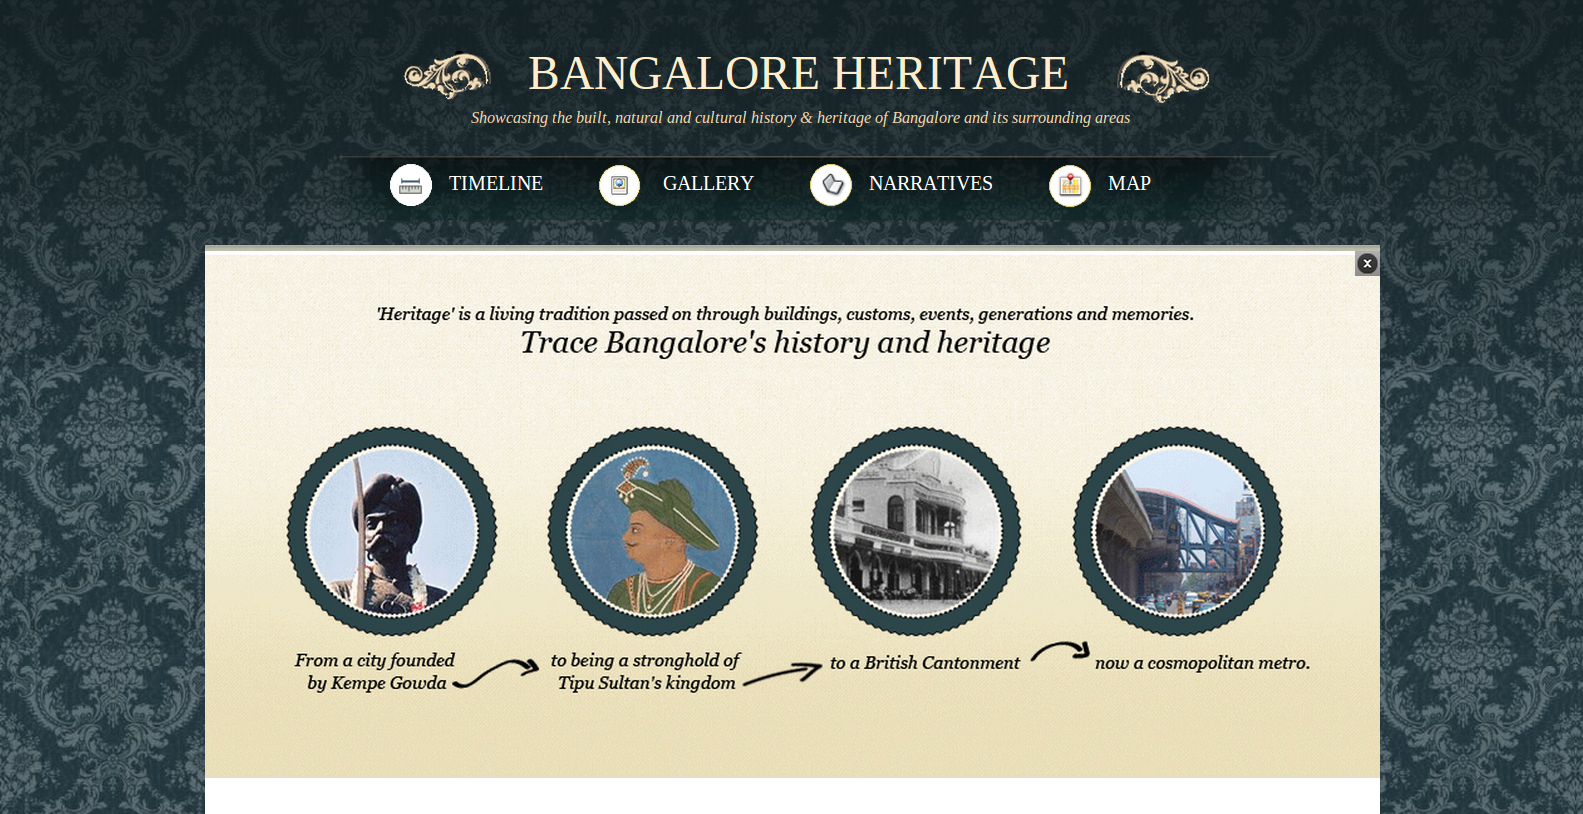 BANGALORE HERITAGE
Showcasing the built, natural and cultural history & heritage of Bangalore and its surrounding areas
TIMELINE GALLERY NARRATIVES MAP
x
'Heritage' is a living tradition passed on through buildings, customs, events, generations and memories.
Trace Bangalore's history and heritage
From a city founded
by Kempe Gowda
to being a stronghold of
Tipu Sultan's kingdom
to a British Cantonment
now a cosmopolitan metro.